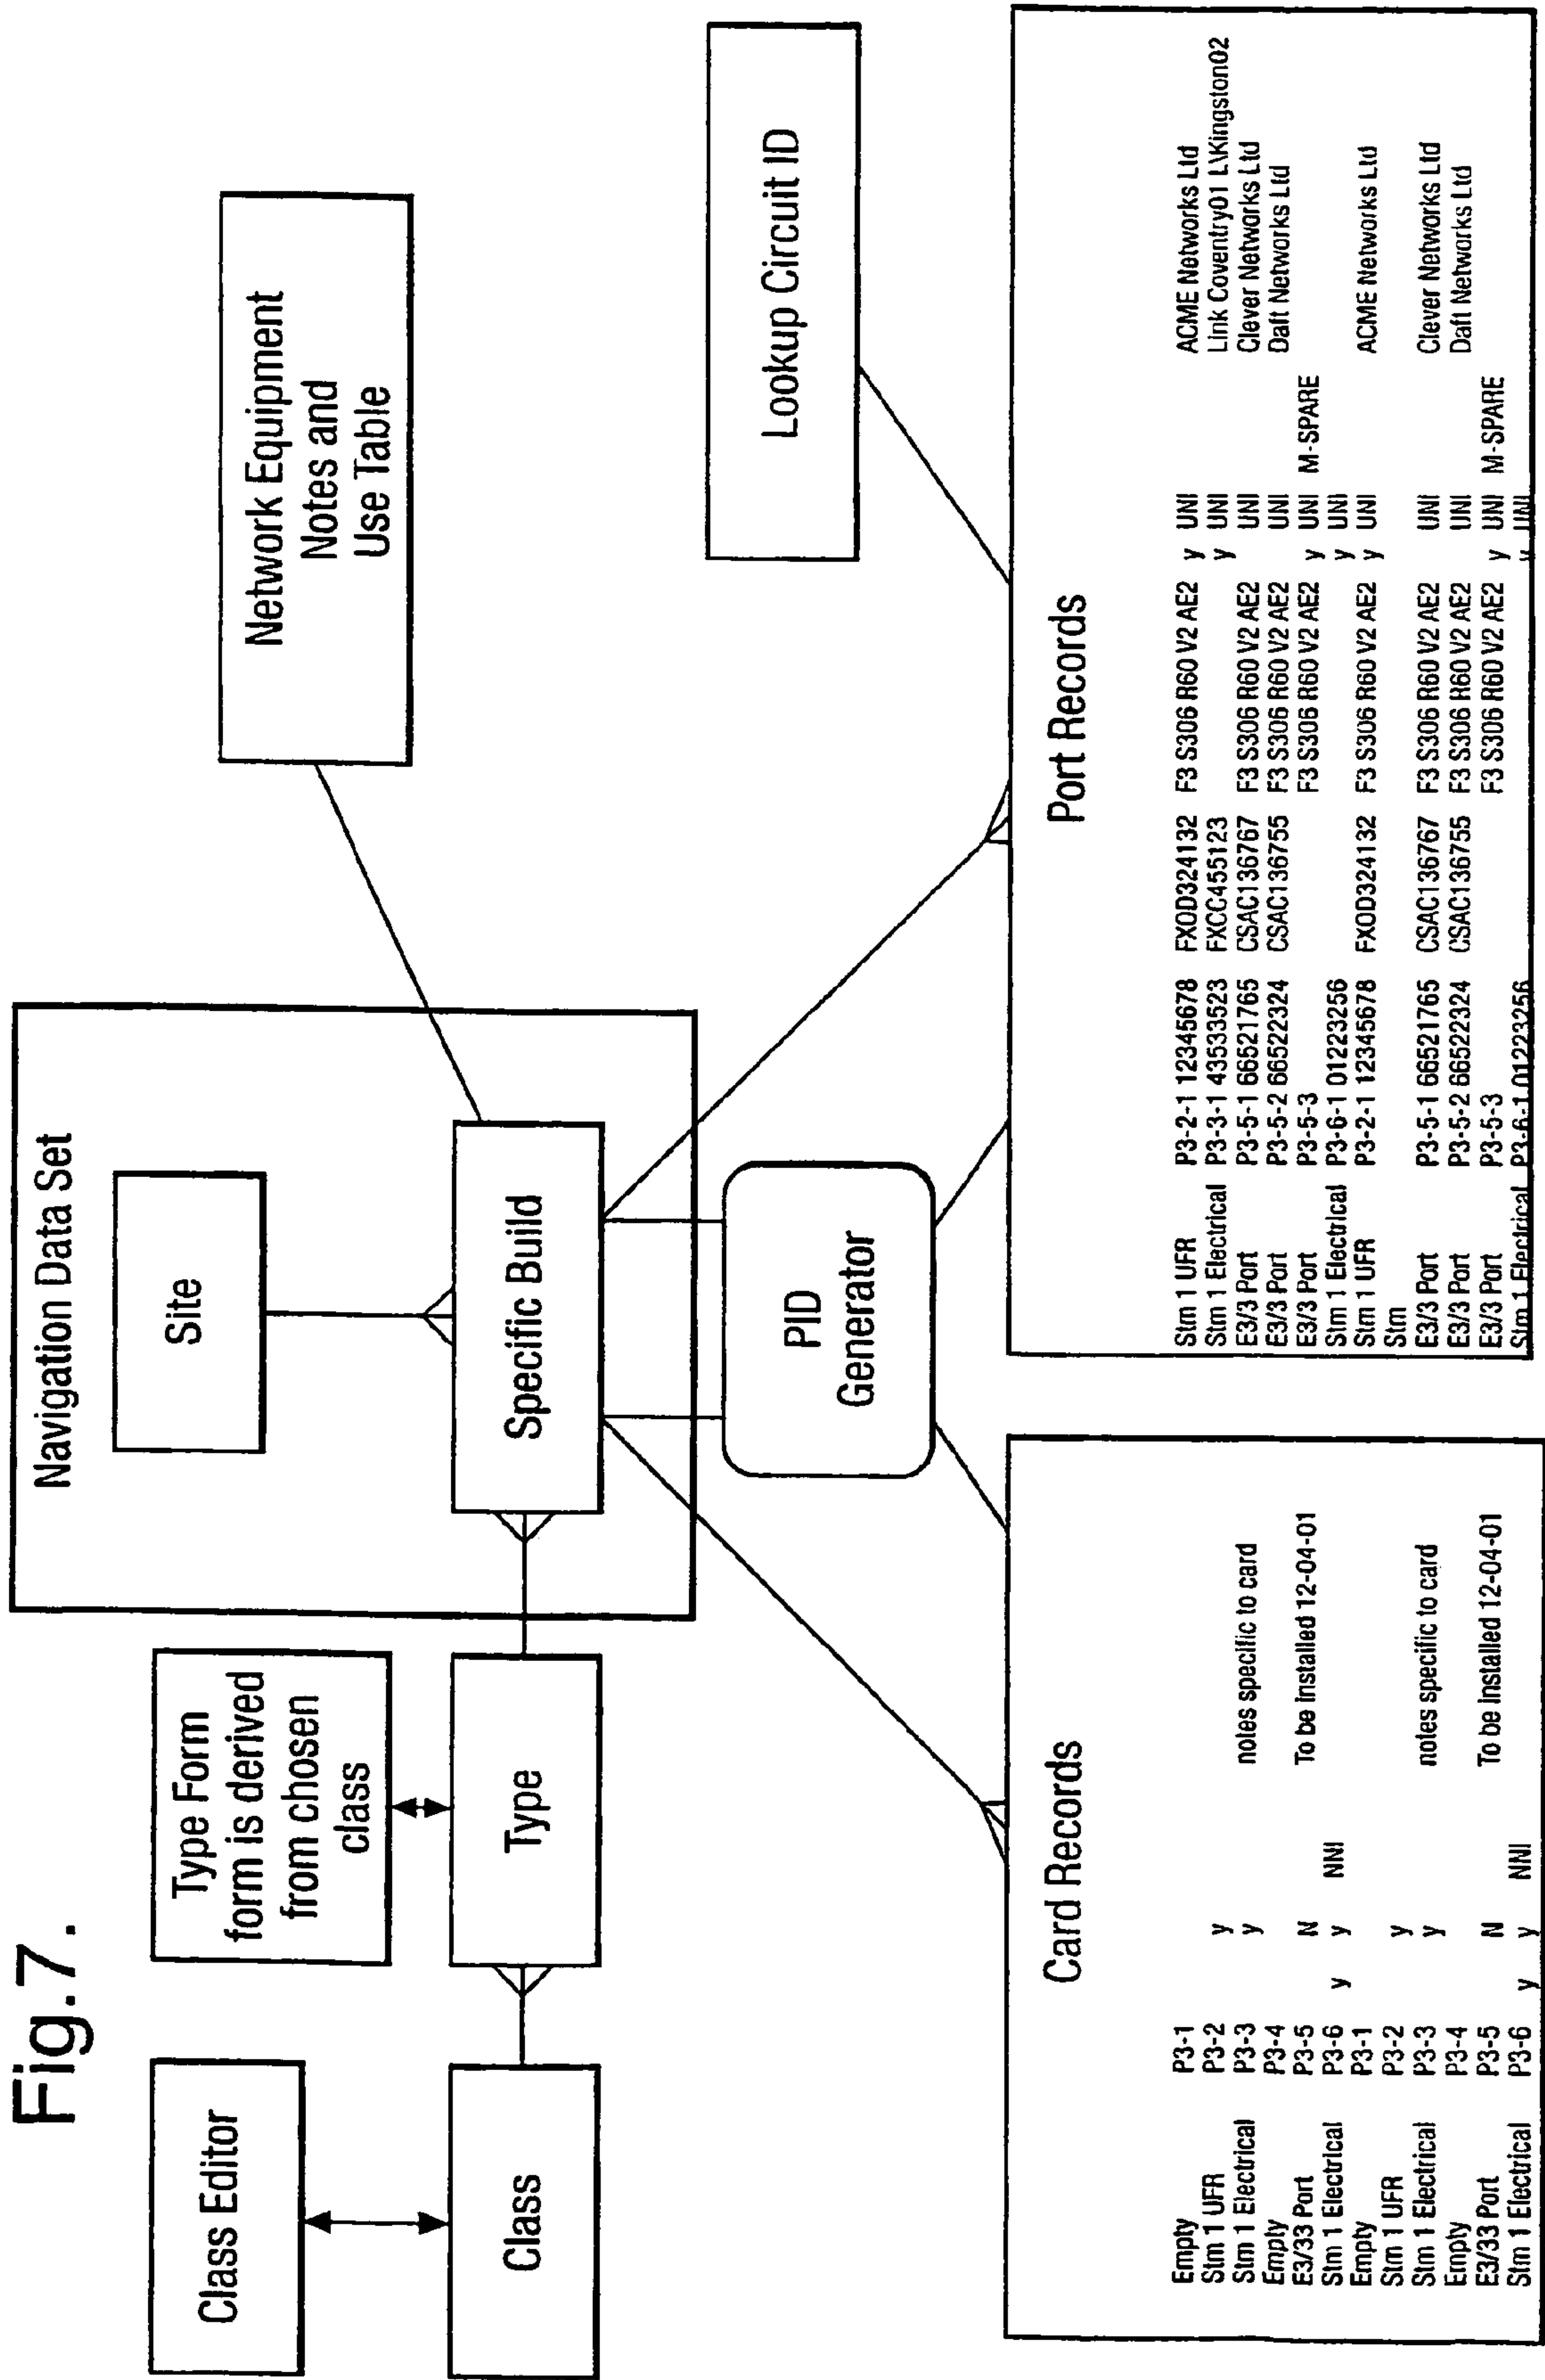 Fig.7.
Class Editor
Class
Type Form
form is derived
from chosen
class
Type
Navigation Data Set
Site
Specific Build
Network Equipment
Notes and
Use Table
PID
Generator
Lookup Circuit ID
Card Records
Empty P3-1
Stm 1 UFR P3-2 y
Stm 1 Electrical P3-3 y notes specific to card
Empty P3-4
E3/33 Port P3-5 N To be installed 12-04-01
Stm 1 Electrical P3-6 y y NNI
Empty P3-1
Stm 1 UFR P3-2 y
Stm 1 Electrical P3-3 y notes specific to card
Empty P3-4
E3/33 Port P3-5 N To be installed 12-04-01
Stm 1 Electrical P3-6 y y NNI
Port Records
Stm 1 UFR P3-2-1 12345678 FXOD324132 F3 S306 R60 V2 AE2 y UNI ACME Networks Ltd
Stm 1 Electrical P3-3-1 43533523 FXCC455123 y UNI Link Coventry01 L\Kingston02
E3/3 Port P3-5-1 66521765 CSAC136767 F3 S306 R60 V2 AE2 UNI Clever Networks Ltd
E3/3 Port P3-5-2 66522324 CSAC136755 F3 S306 R60 V2 AE2 UNI Daft Networks Ltd
E3/3 Port P3-5-3 F3 S306 R60 V2 AE2 y UNI M-SPARE
Stm 1 Electrical P3-6-1 01223256 y UNI
Stm 1 UFR P3-2-1 12345678 FXOD324132 F3 S306 R60 V2 AE2 y UNI ACME Networks Ltd
Stm
E3/3 Port P3-5-1 66521765 CSAC136767 F3 S306 R60 V2 AE2 UNI Clever Networks Ltd
E3/3 Port P3-5-2 66522324 CSAC136755 F3 S306 R60 V2 AE2 UNI Daft Networks Ltd
E3/3 Port P3-5-3 F3 S306 R60 V2 AE2 y UNI M-SPARE
Stm 1 Electrical P3-6-1 01223256 y UNI